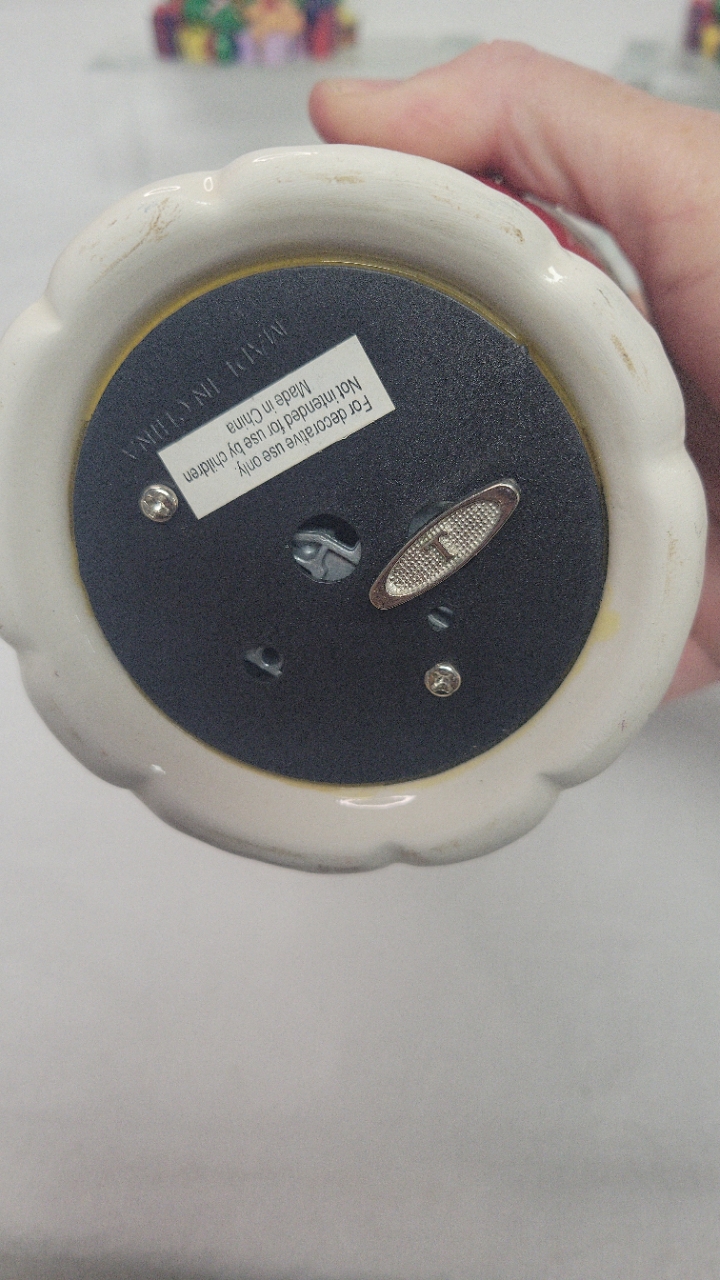 MADE IN CHINA
For decorative use only.
Not intended for use by children
Made in China